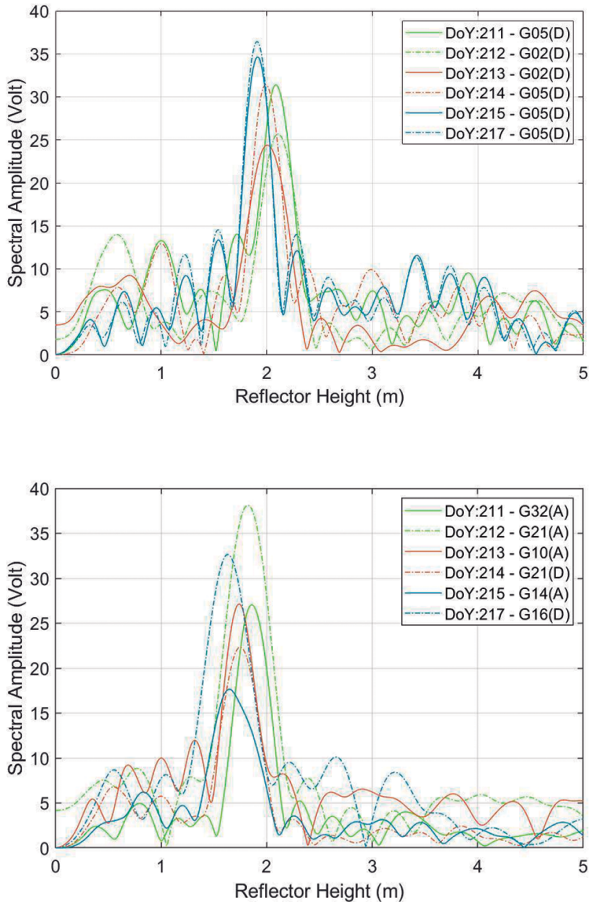 40
35
30
25
20
15
10
5
0
Spectral Amplitude (Volt)
DoY:211 - G05(D)
DoY:212 - G02(D)
DoY:213 - G02(D)
DoY:214 - G05(D)
DoY:215 - G05(D)
DoY:217 - G05(D)
0 1 2 3 4 5
Reflector Height (m)
40
35
30
25
20
15
10
5
0
Spectral Amplitude (Volt)
DoY:211 - G32(A)
DoY:212 - G21(A)
DoY:213 - G10(A)
DoY:214 - G21(D)
DoY:215 - G14(A)
DoY:217 - G16(D)
0 1 2 3 4 5
Reflector Height (m)